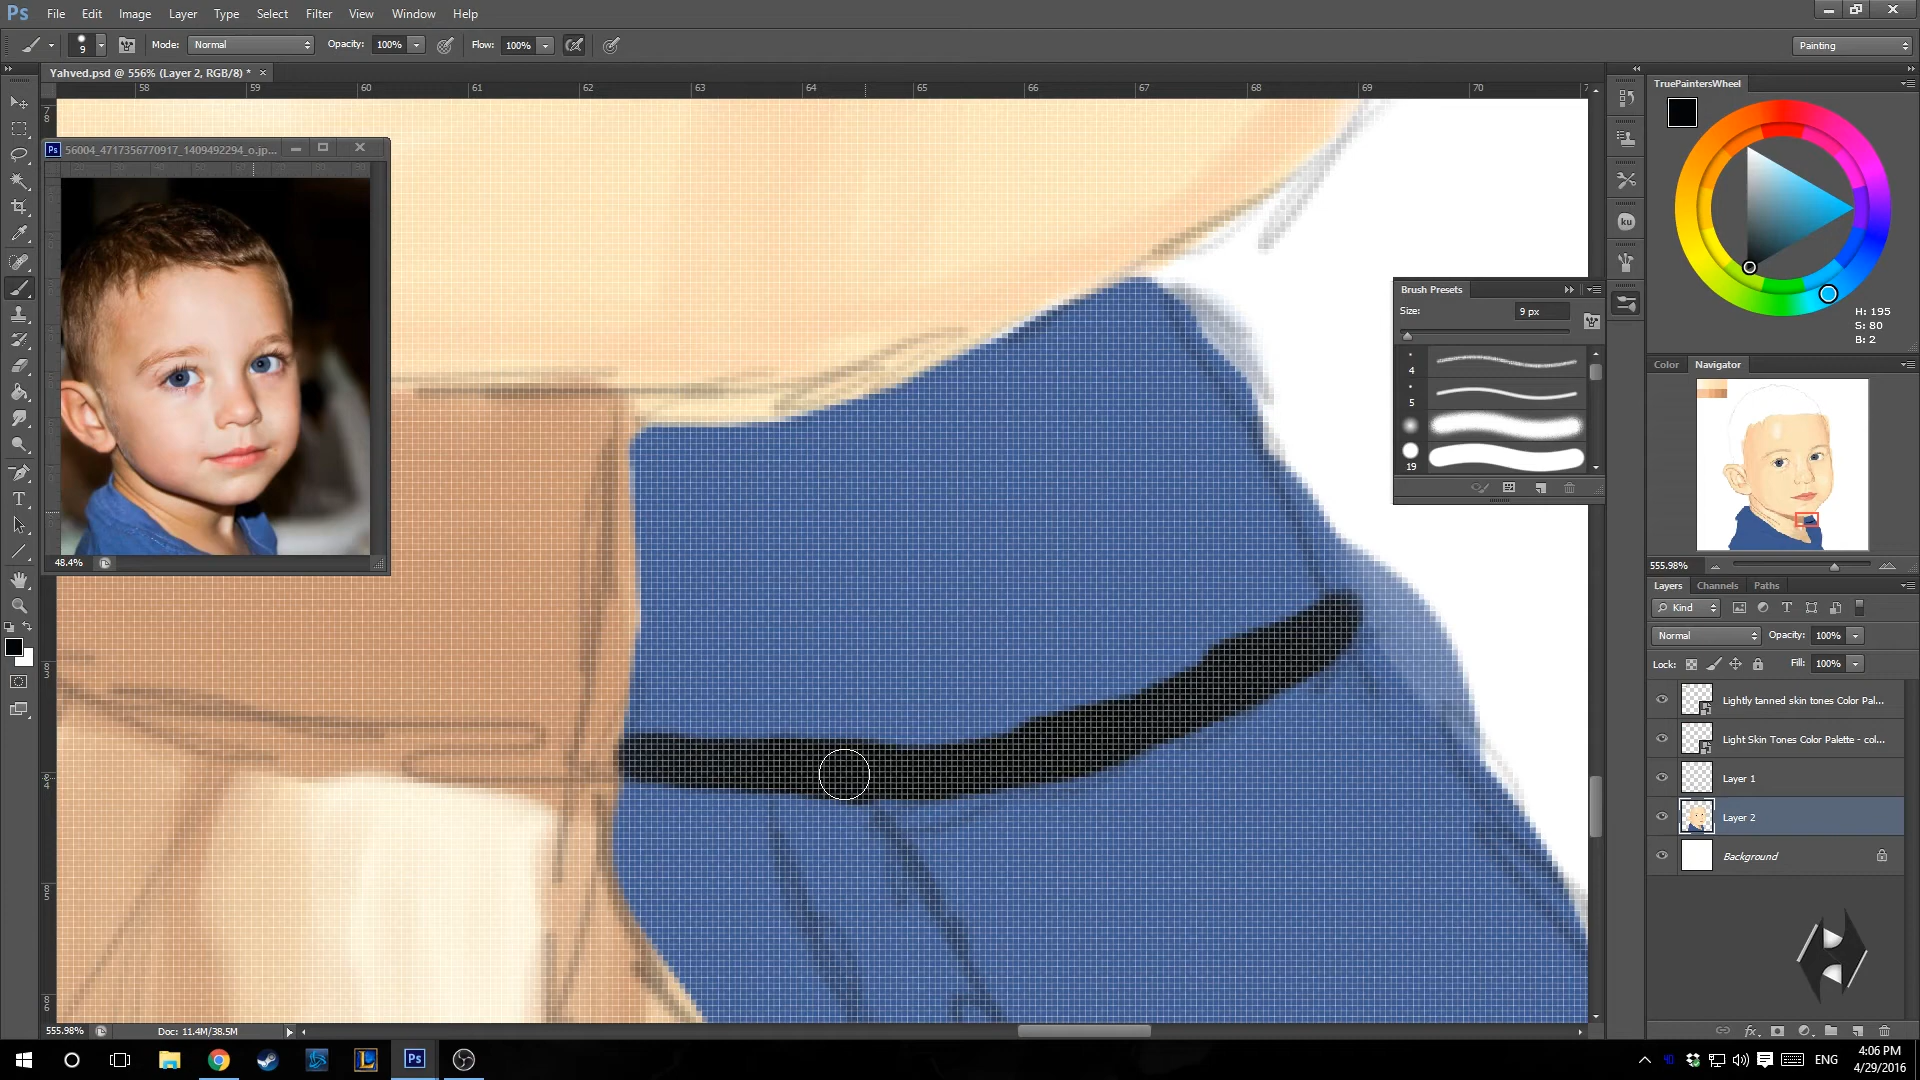 Ps File Edit Image Layer Type Select Filter 3D View Window Help
9 Mode: Normal Opacity: 100% Flow: 100% Painting
Yahved.psd @ 556% (Layer 2, RGB/8) * ×
58 59 60 61 62 63 64 65 66 67 68 69 70
56004_4717356770917_1409492294_o.jp...
48.4%
TruePaintersWheel
H: 195
S: 80
B: 2
Brush Presets
Size: 9 px
4
5
19
Color Navigator
555.98%
Layers Channels Paths
Kind
Normal Opacity: 100%
Lock: Fill: 100%
Lightly tanned skin tones Color Pal...
Light Skin Tones Color Palette - col...
Layer 1
Layer 2
Background
555.98% Doc: 11.4M/38.5M
ENG 4:06 PM
4/29/2016